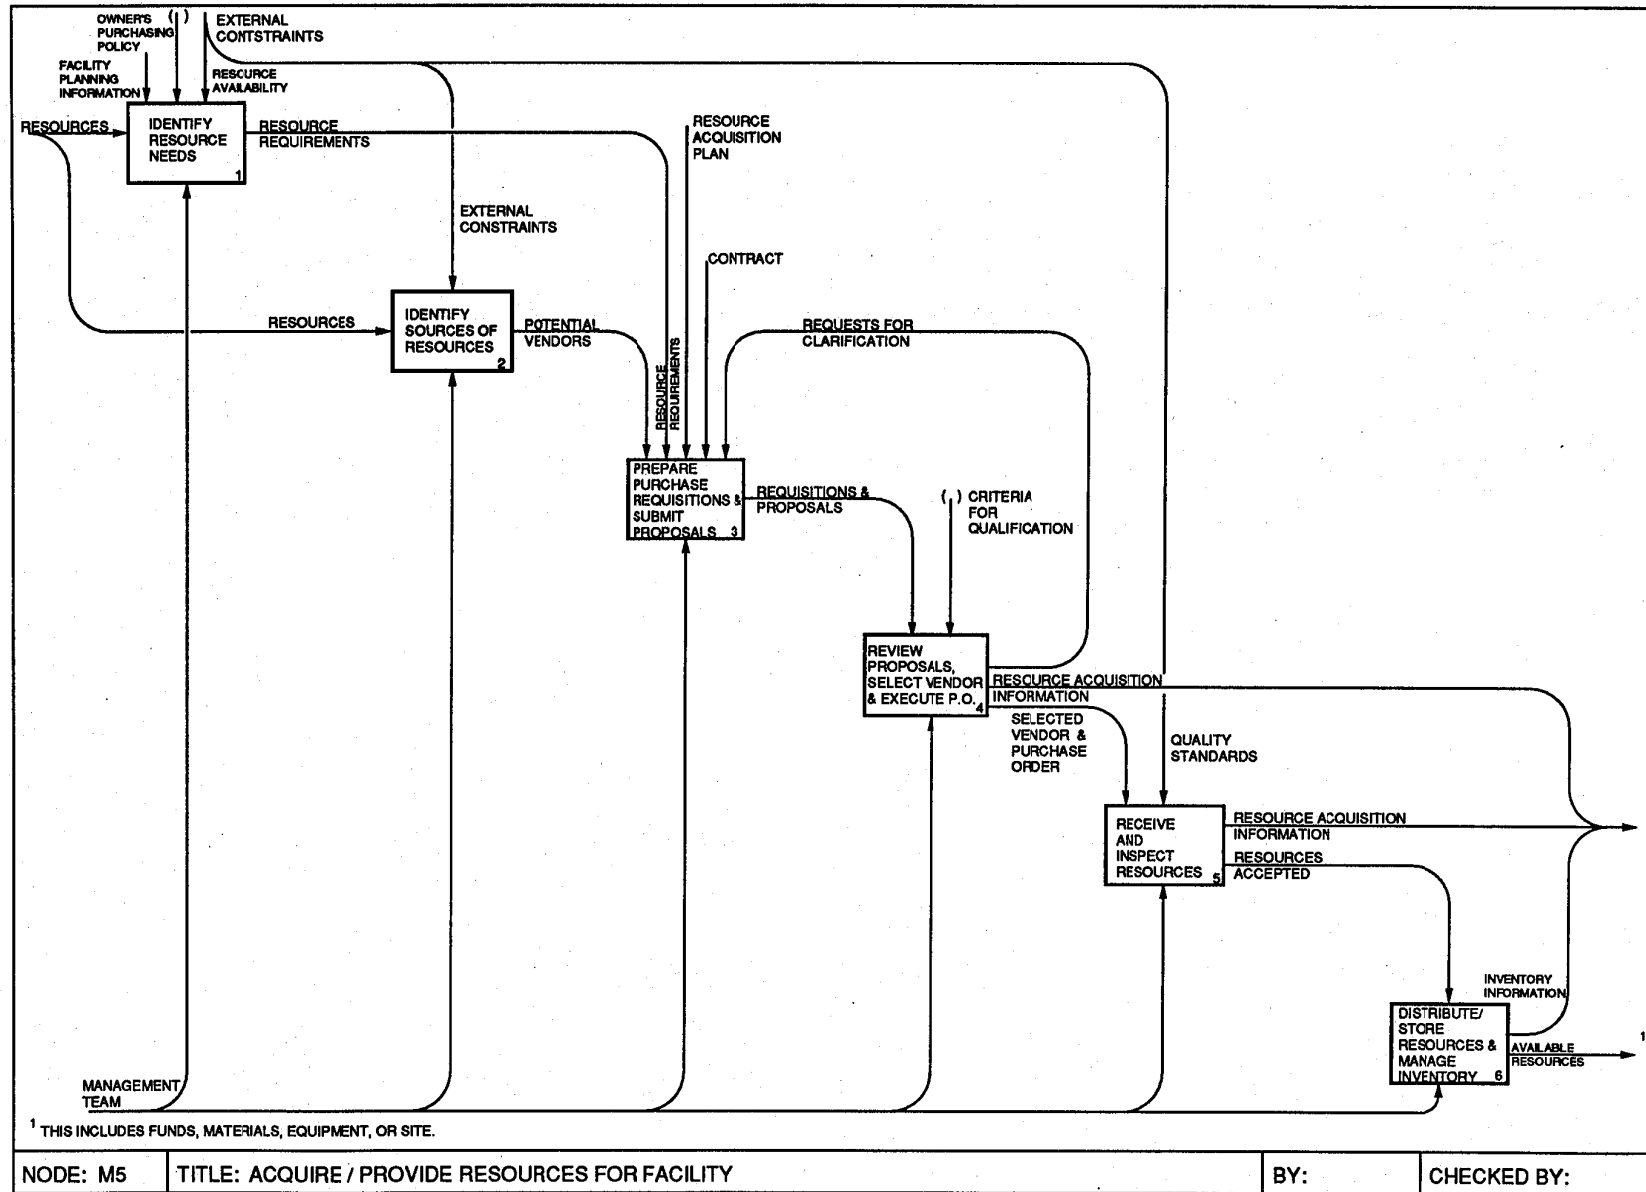 OWNER'S
PURCHASING
POLICY
( )
EXTERNAL
CONTSTRAINTS
FACILITY
PLANNING
INFORMATION
RESOURCE
AVAILABILITY
RESOURCES
IDENTIFY
RESOURCE
NEEDS
1
RESOURCE
REQUIREMENTS
RESOURCE
ACQUISITION
PLAN
EXTERNAL
CONSTRAINTS
CONTRACT
RESOURCES
IDENTIFY
SOURCES OF
RESOURCES
2
POTENTIAL
VENDORS
RESOURCE
REQUIREMENTS
REQUESTS FOR
CLARIFICATION
PREPARE
PURCHASE
REQUISITIONS &
SUBMIT
PROPOSALS 3
REQUISITIONS &
PROPOSALS
( ) CRITERIA
FOR
QUALIFICATION
REVIEW
PROPOSALS,
SELECT VENDOR
& EXECUTE P.O. 4
RESOURCE ACQUISITION
INFORMATION
SELECTED
VENDOR &
PURCHASE
ORDER
QUALITY
STANDARDS
RECEIVE
AND
INSPECT
RESOURCES 5
RESOURCE ACQUISITION
INFORMATION
RESOURCES
ACCEPTED
INVENTORY
INFORMATION
DISTRIBUTE/
STORE
RESOURCES &
MANAGE
INVENTORY 6
AVAILABLE
RESOURCES
1
MANAGEMENT
TEAM
1 THIS INCLUDES FUNDS, MATERIALS, EQUIPMENT, OR SITE.
NODE: M5
TITLE: ACQUIRE / PROVIDE RESOURCES FOR FACILITY
BY:
CHECKED BY: